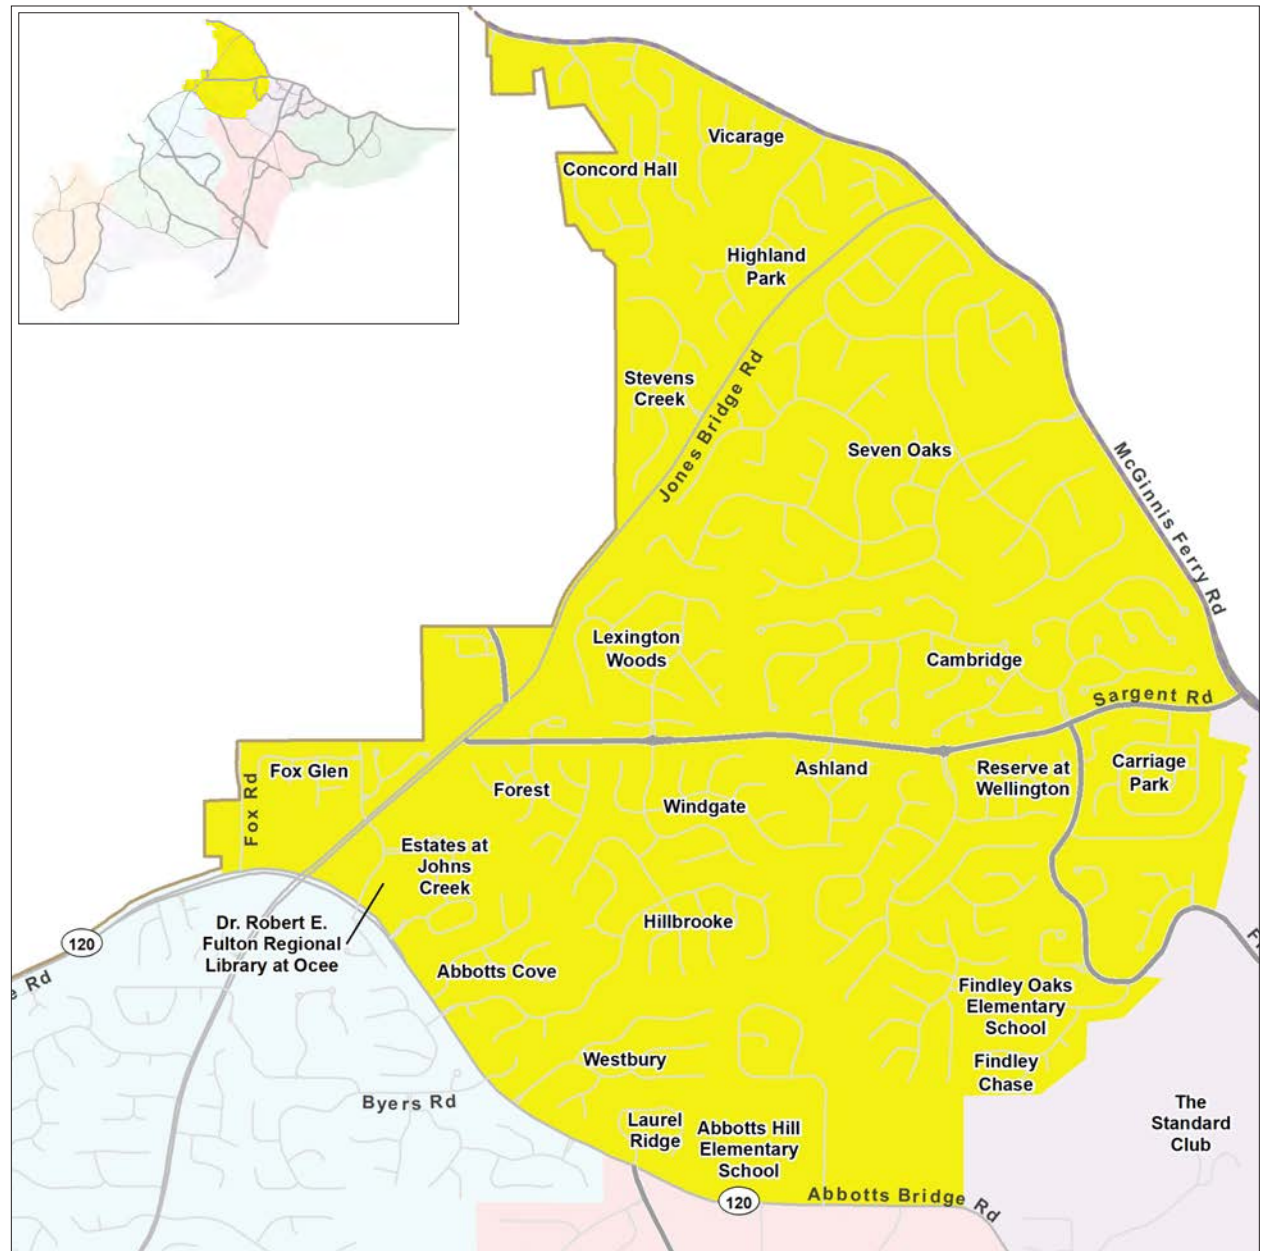 Vicarage
Concord Hall
Highland
Park
Stevens
Creek
Jones Bridge Rd
Seven Oaks
McGinnis Ferry Rd
Lexington
Woods
Cambridge
Sargent Rd
Fox Glen
Fox Rd
Forest
Ashland
Windgate
Reserve at
Wellington
Carriage
Park
Estates at
Johns
Creek
Dr. Robert E.
Fulton Regional
Library at Ocee
120
Rd
Hillbrooke
Abbotts Cove
Findley Oaks
Elementary
School
Westbury
Findley
Chase
Byers Rd
Laurel
Ridge
Abbotts Hill
Elementary
School
The
Standard
Club
120
Abbotts Bridge Rd